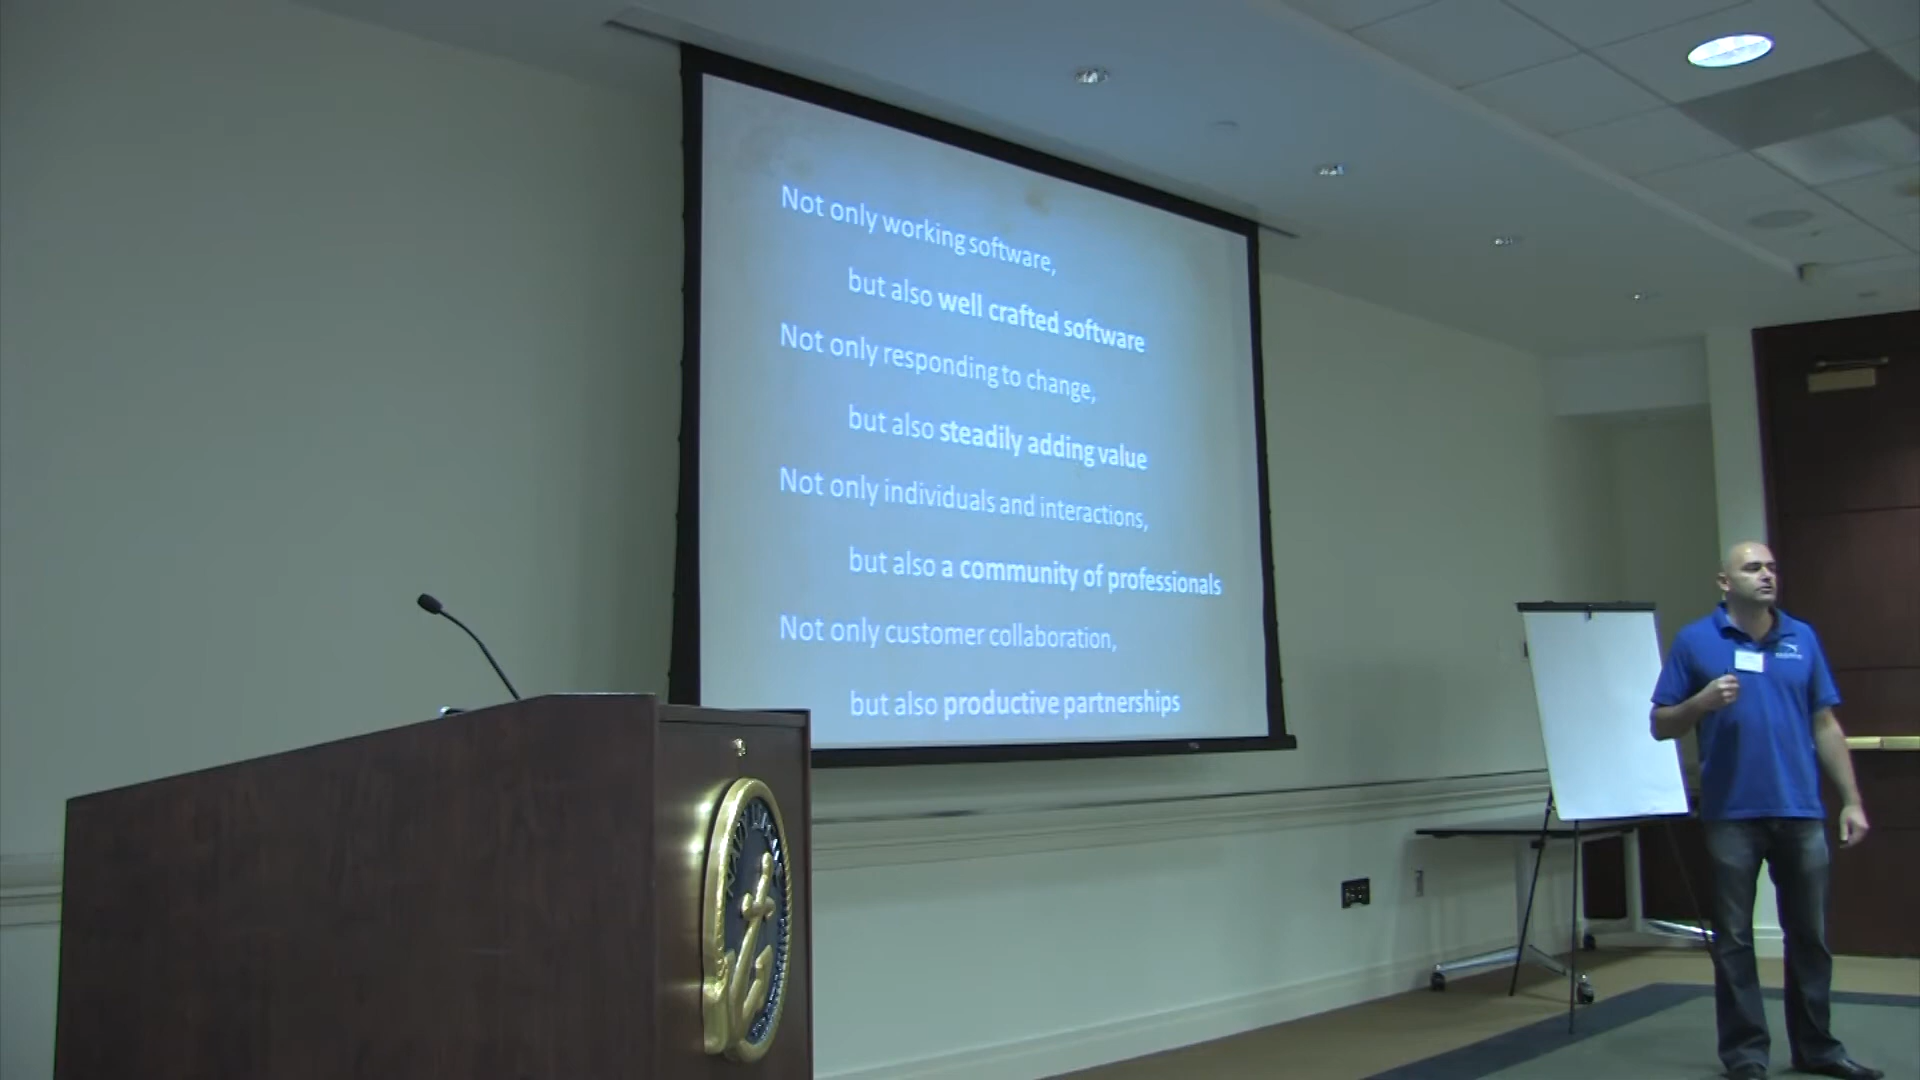 Not only working software,
but also well crafted software
Not only responding to change,
but also steadily adding value
Not only individuals and interactions,
but also a community of professionals
Not only customer collaboration,
but also productive partnerships